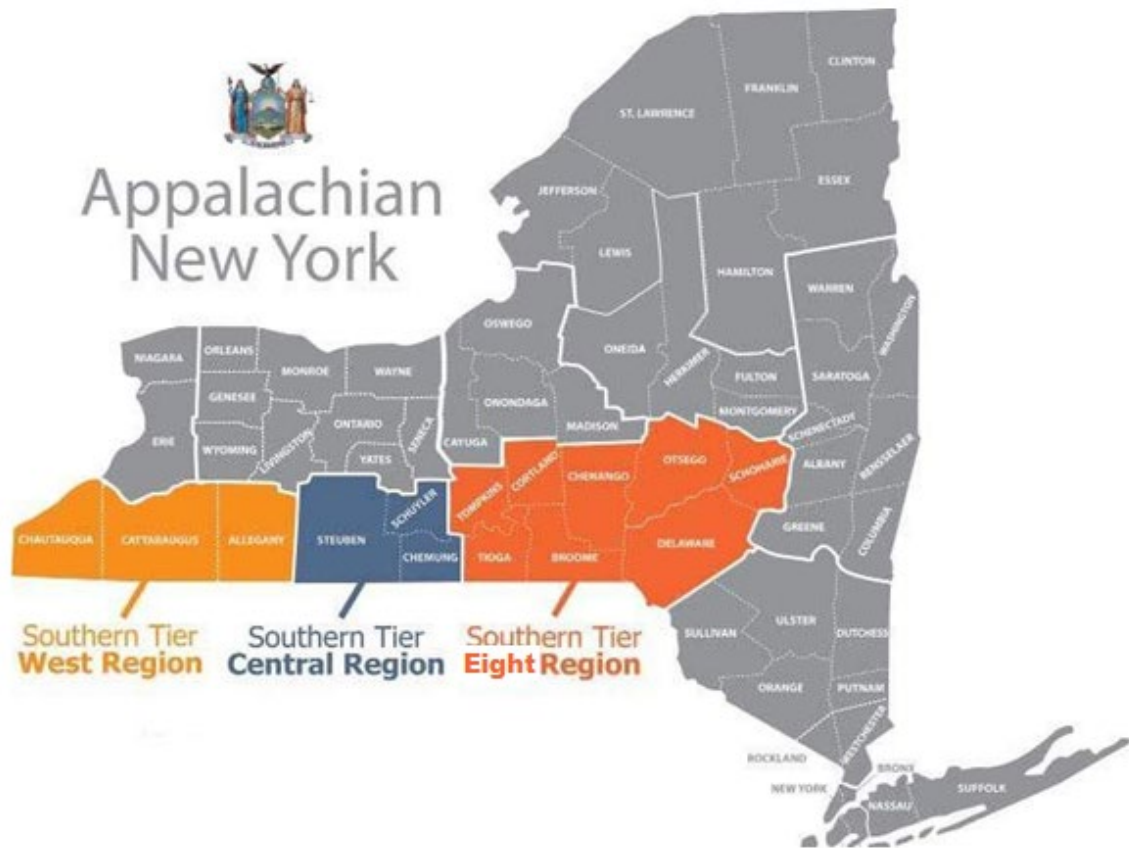 Appalachian
New York
CLINTON
FRANKLIN
ST. LAWRENCE
ESSEX
JEFFERSON
LEWIS
HAMILTON
WARREN
WASHINGTON
OSWEGO
ONEIDA
HERKIMER
NIAGARA
ORLEANS
MONROE
WAYNE
FULTON
SARATOGA
GENESEE
ONONDAGA
MONTGOMERY
SCHENECTADY
ERIE
WYOMING
LIVINGSTON
ONTARIO
YATES
SENECA
CAYUGA
MADISON
ALBANY
RENSSELAER
OTSEGO
SCHOHARIE
TOMPKINS
CORTLAND
CHENANGO
SCHUYLER
GREENE
COLUMBIA
CHAUTAUQUA
CATTARAUGUS
ALLEGANY
STEUBEN
CHEMUNG
TIOGA
BROOME
DELAWARE
Southern Tier
West Region
Southern Tier
Central Region
Southern Tier
Eight Region
SULLIVAN
ULSTER
DUTCHESS
ORANGE
PUTNAM
WESTCHESTER
ROCKLAND
BRONX
NEW YORK
NASSAU
SUFFOLK